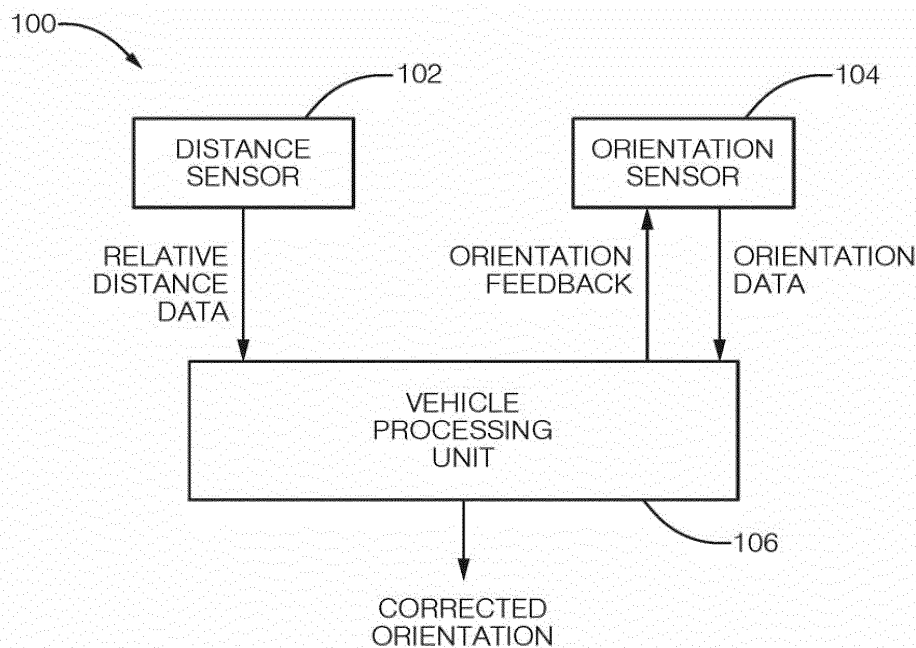 100
102
104
DISTANCE
SENSOR
ORIENTATION
SENSOR
RELATIVE
DISTANCE
DATA
ORIENTATION
FEEDBACK
ORIENTATION
DATA
VEHICLE
PROCESSING
UNIT
106
CORRECTED
ORIENTATION